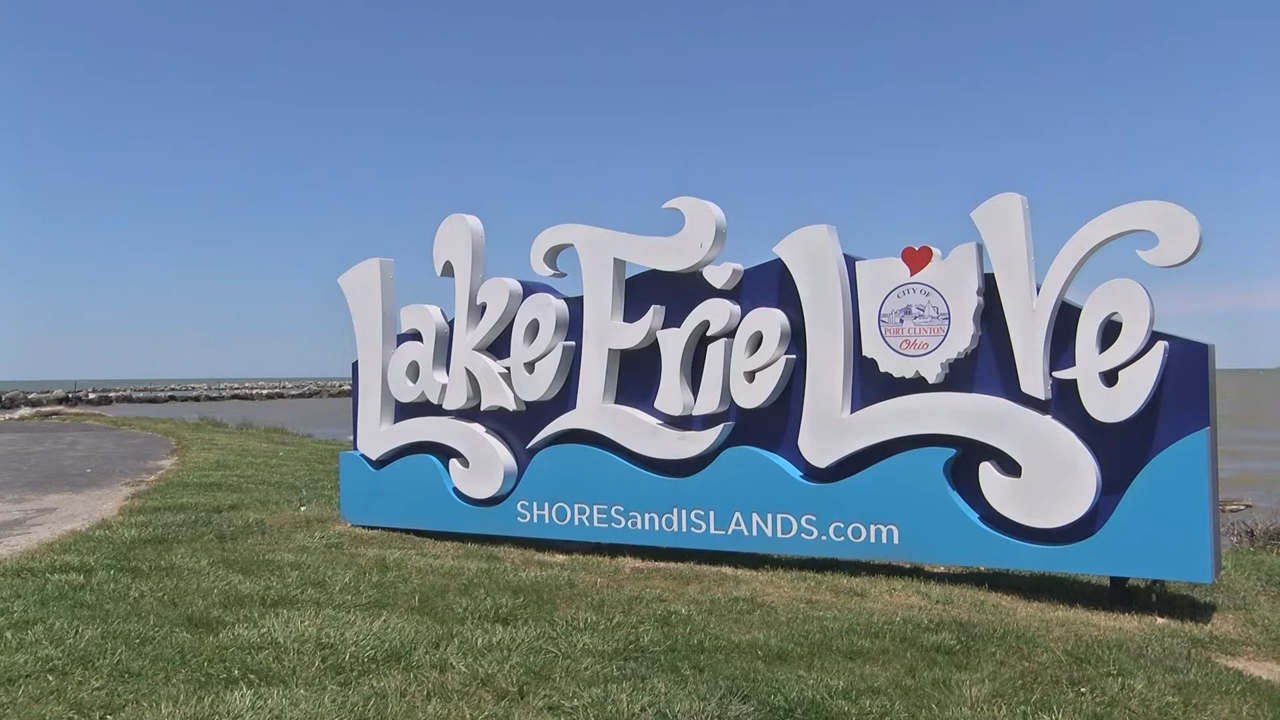 Lake Erie Love
CITY OF
PORT CLINTON
Ohio
SHORESandISLANDS.com